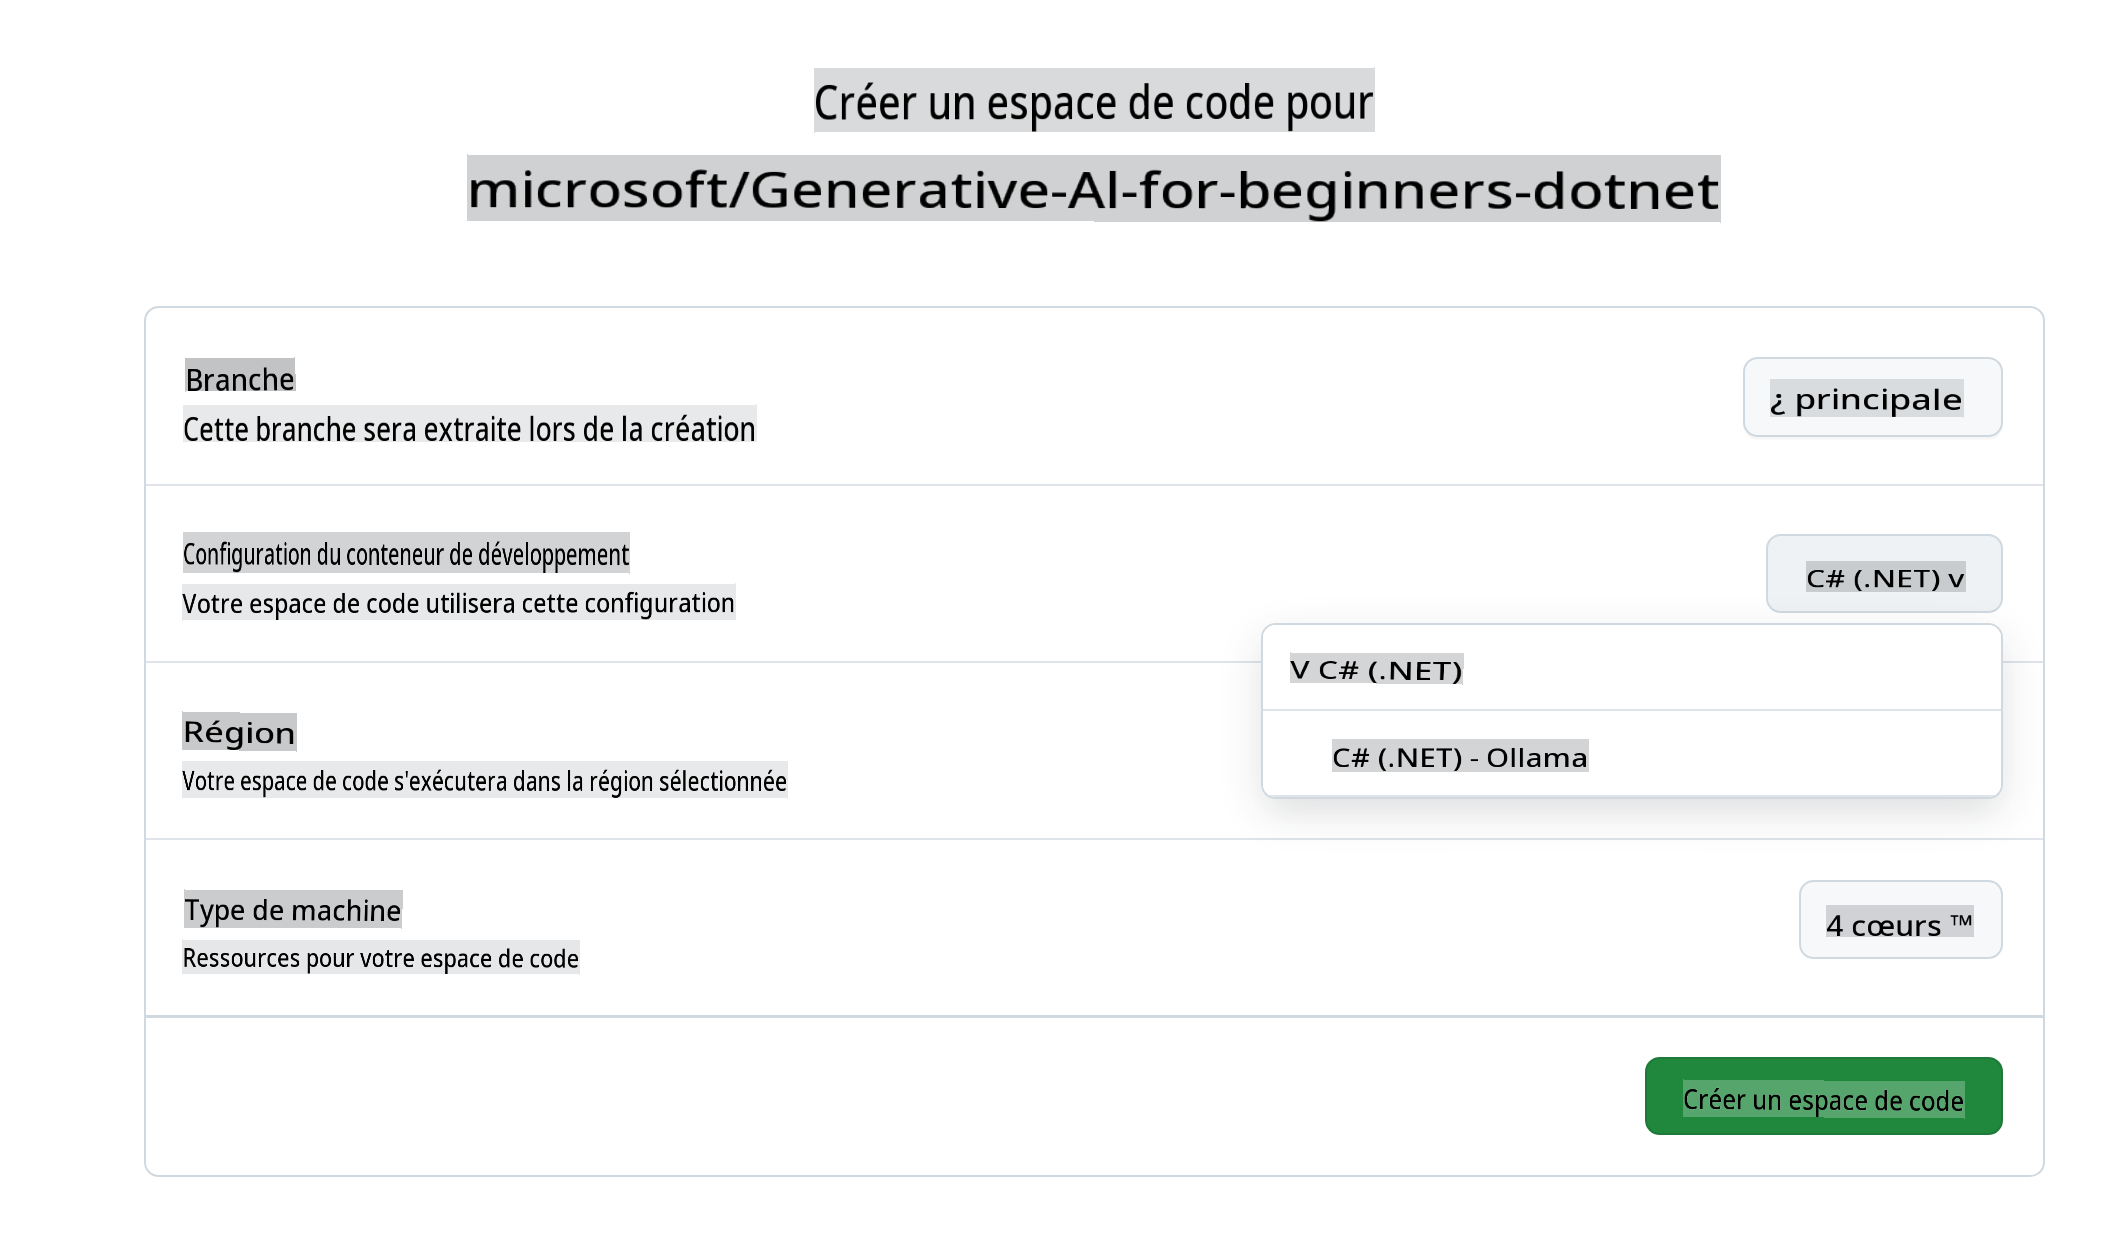 Créer un espace de code pour
microsoft/Generative-Al-for-beginners-dotnet
Branche
Cette branche sera extraite lors de la création
¿ principale
Configuration du conteneur de développement
Votre espace de code utilisera cette configuration
C# (.NET) v
V C# (.NET)
C# (.NET) - Ollama
Région
Votre espace de code s'exécutera dans la région sélectionnée
Type de machine
Ressources pour votre espace de code
4 cœurs ™
Créer un espace de code